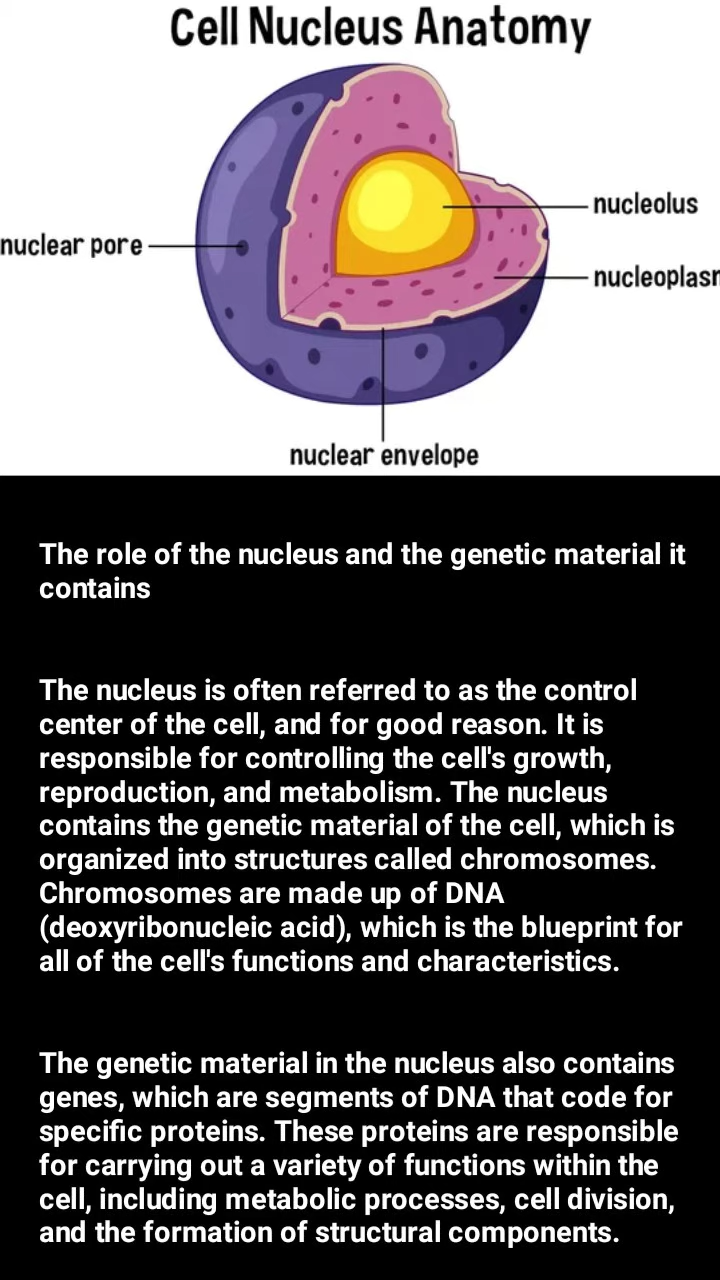 Cell Nucleus Anatomy
nucleolus
nuclear pore
nucleoplasm
nuclear envelope
The role of the nucleus and the genetic material it
contains
The nucleus is often referred to as the control
center of the cell, and for good reason. It is
responsible for controlling the cell's growth,
reproduction, and metabolism. The nucleus
contains the genetic material of the cell, which is
organized into structures called chromosomes.
Chromosomes are made up of DNA
(deoxyribonucleic acid), which is the blueprint for
all of the cell's functions and characteristics.
The genetic material in the nucleus also contains
genes, which are segments of DNA that code for
specific proteins. These proteins are responsible
for carrying out a variety of functions within the
cell, including metabolic processes, cell division,
and the formation of structural components.